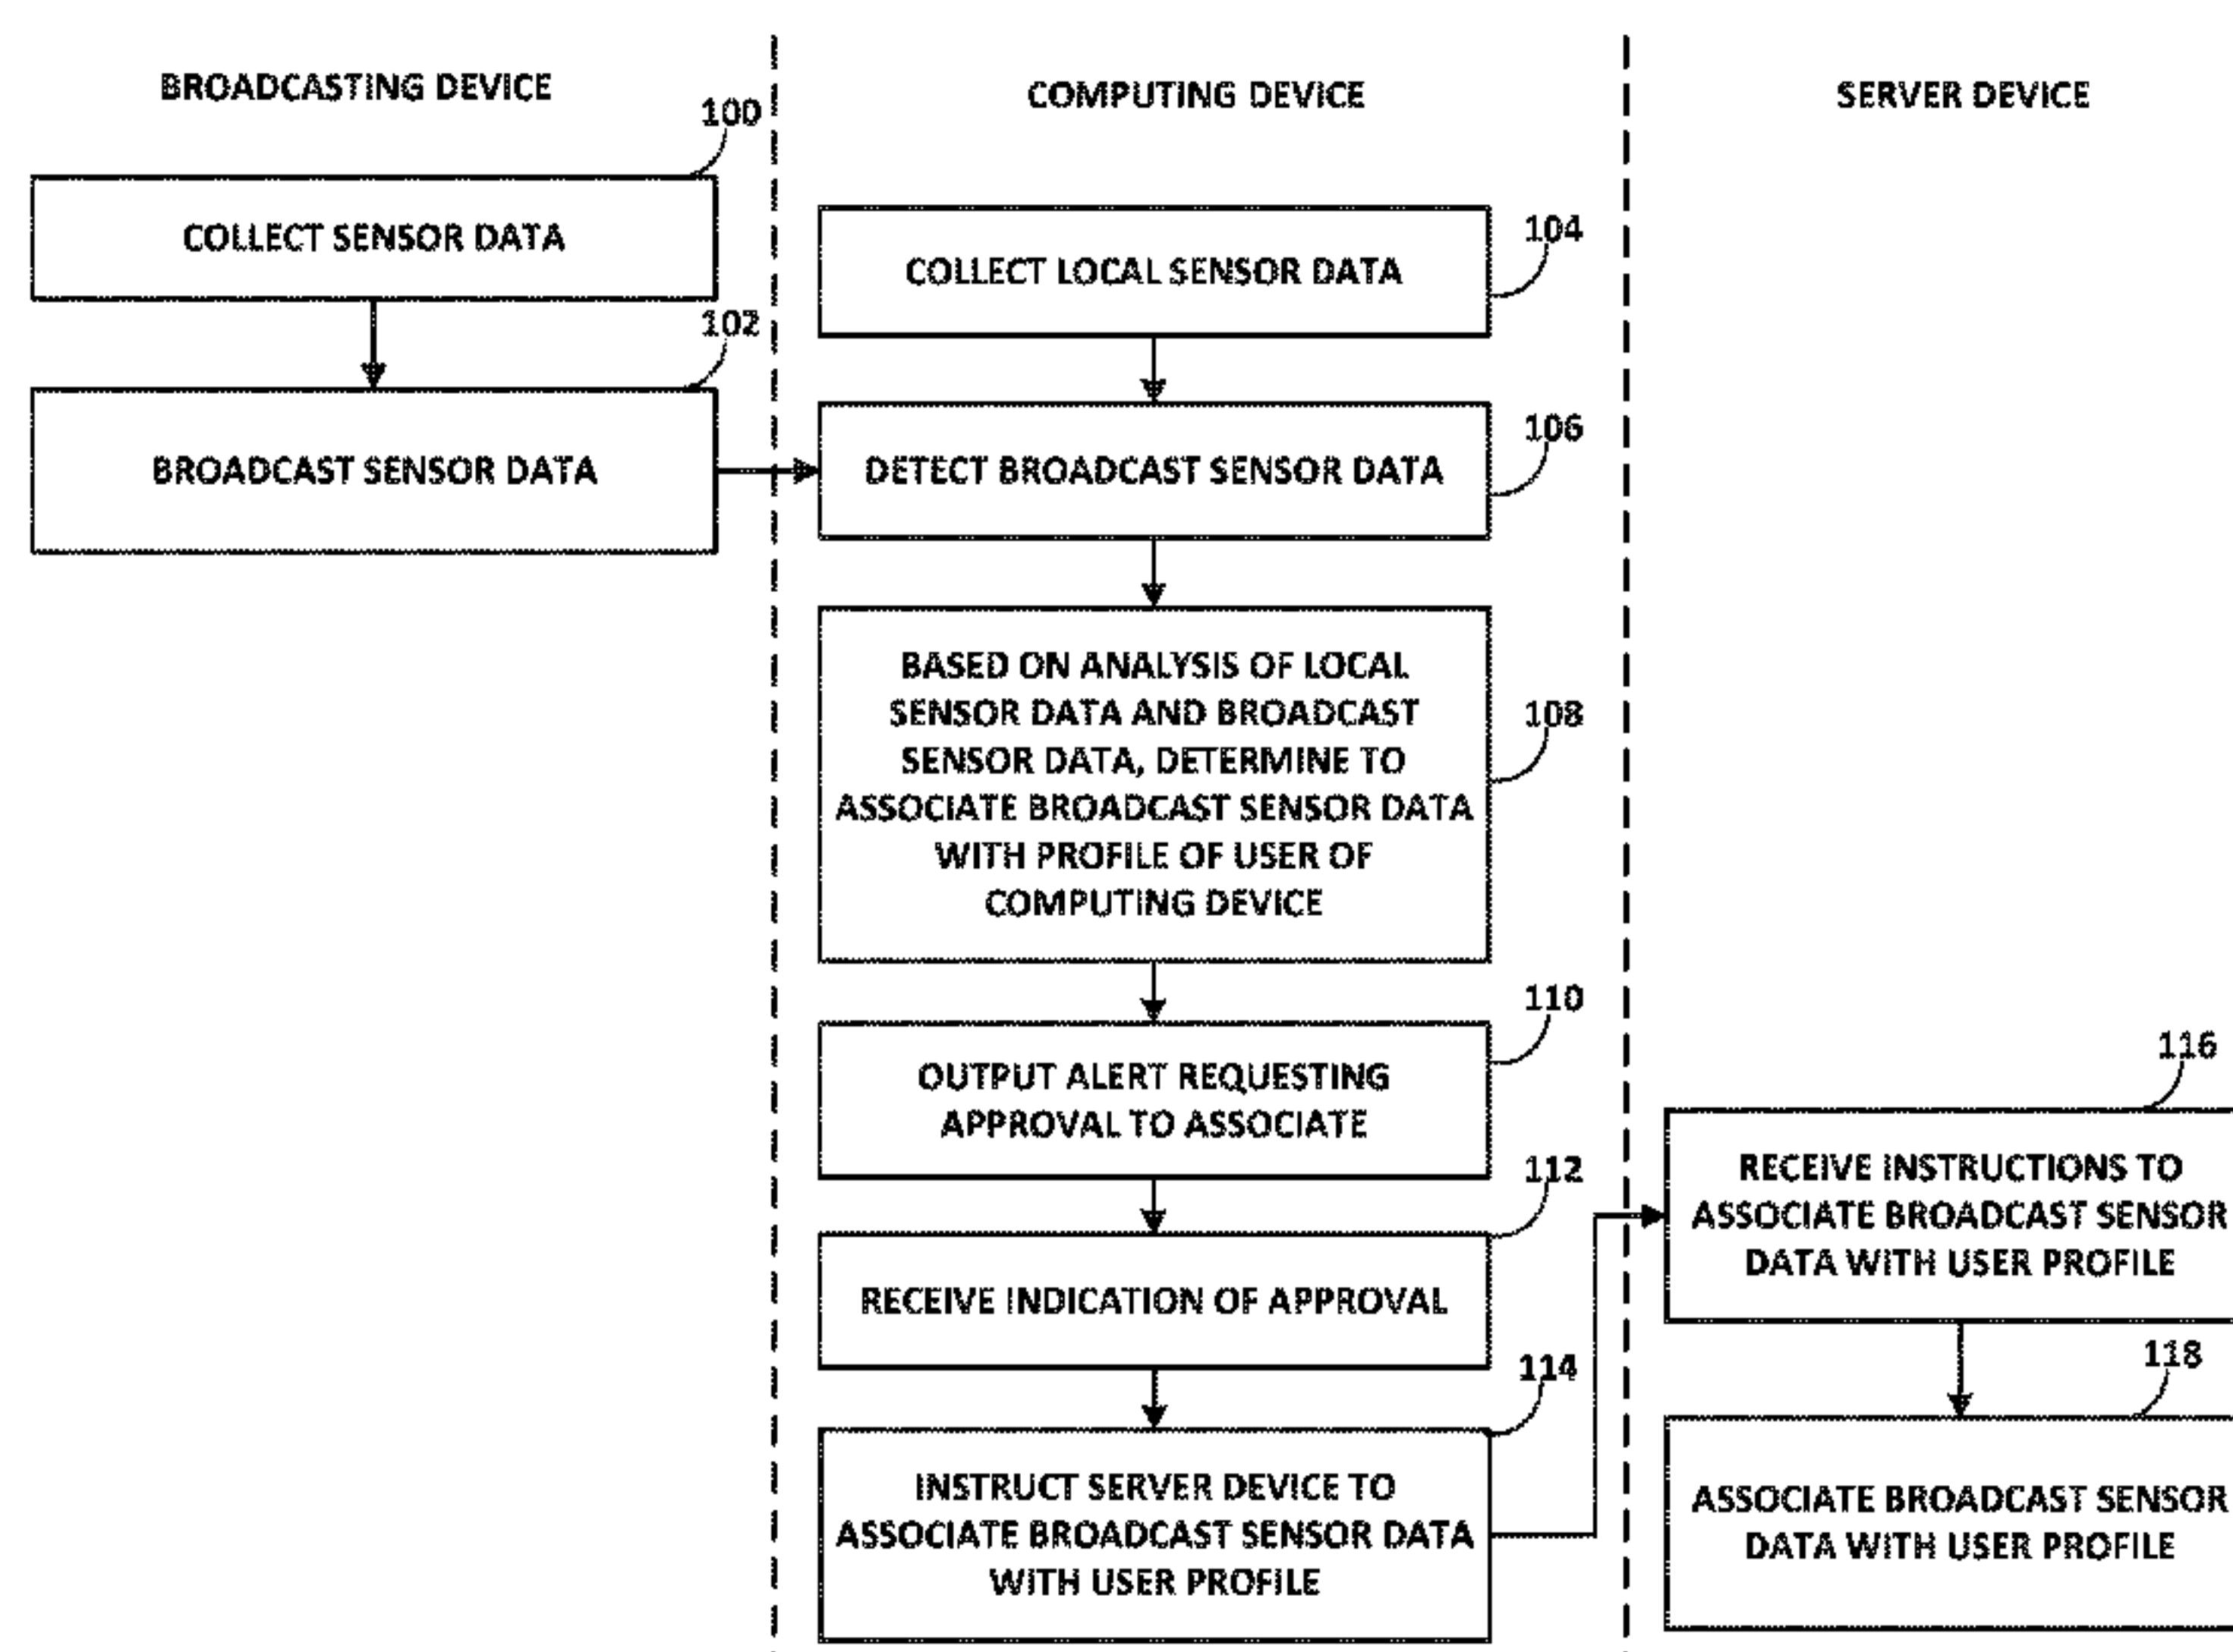 BROADCASTING DEVICE
100
COLLECT SENSOR DATA
102
BROADCAST SENSOR DATA
COMPUTING DEVICE
104
COLLECT LOCAL SENSOR DATA
106
DETECT BROADCAST SENSOR DATA
108
BASED ON ANALYSIS OF LOCAL
SENSOR DATA AND BROADCAST
SENSOR DATA, DETERMINE TO
ASSOCIATE BROADCAST SENSOR DATA
WITH PROFILE OF USER OF
COMPUTING DEVICE
110
OUTPUT ALERT REQUESTING
APPROVAL TO ASSOCIATE
112
RECEIVE INDICATION OF APPROVAL
114
INSTRUCT SERVER DEVICE TO
ASSOCIATE BROADCAST SENSOR DATA
WITH USER PROFILE
SERVER DEVICE
116
RECEIVE INSTRUCTIONS TO
ASSOCIATE BROADCAST SENSOR
DATA WITH USER PROFILE
118
ASSOCIATE BROADCAST SENSOR
DATA WITH USER PROFILE